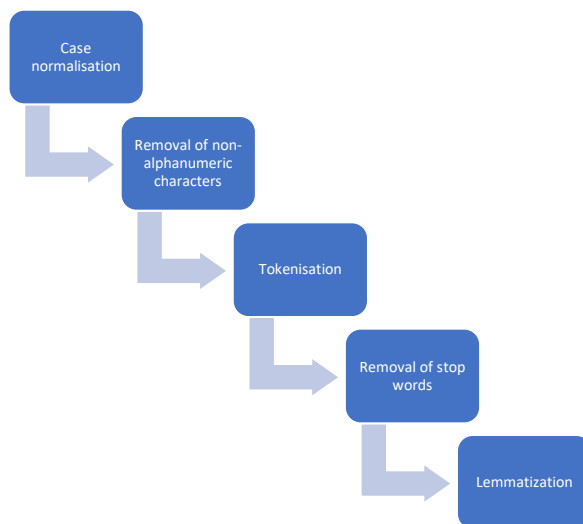 Case
normalisation
Removal of non-
alphanumeric
characters
Tokenisation
Removal of stop
words
Lemmatization